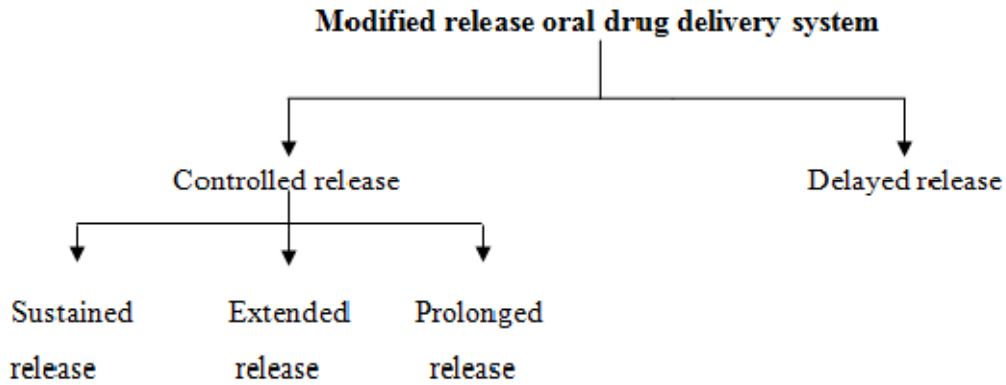 Modified release oral drug delivery system
Controlled release
Delayed release
Sustained
release
Extended
release
Prolonged
release